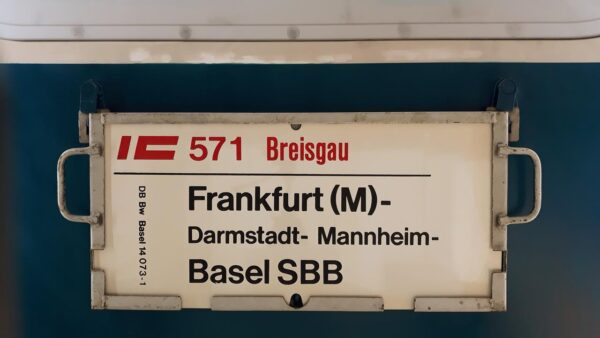 IC 571 Breisgau
Frankfurt (M)-
Darmstadt- Mannheim-
Basel SBB
DB Bw Basel 14 073-1